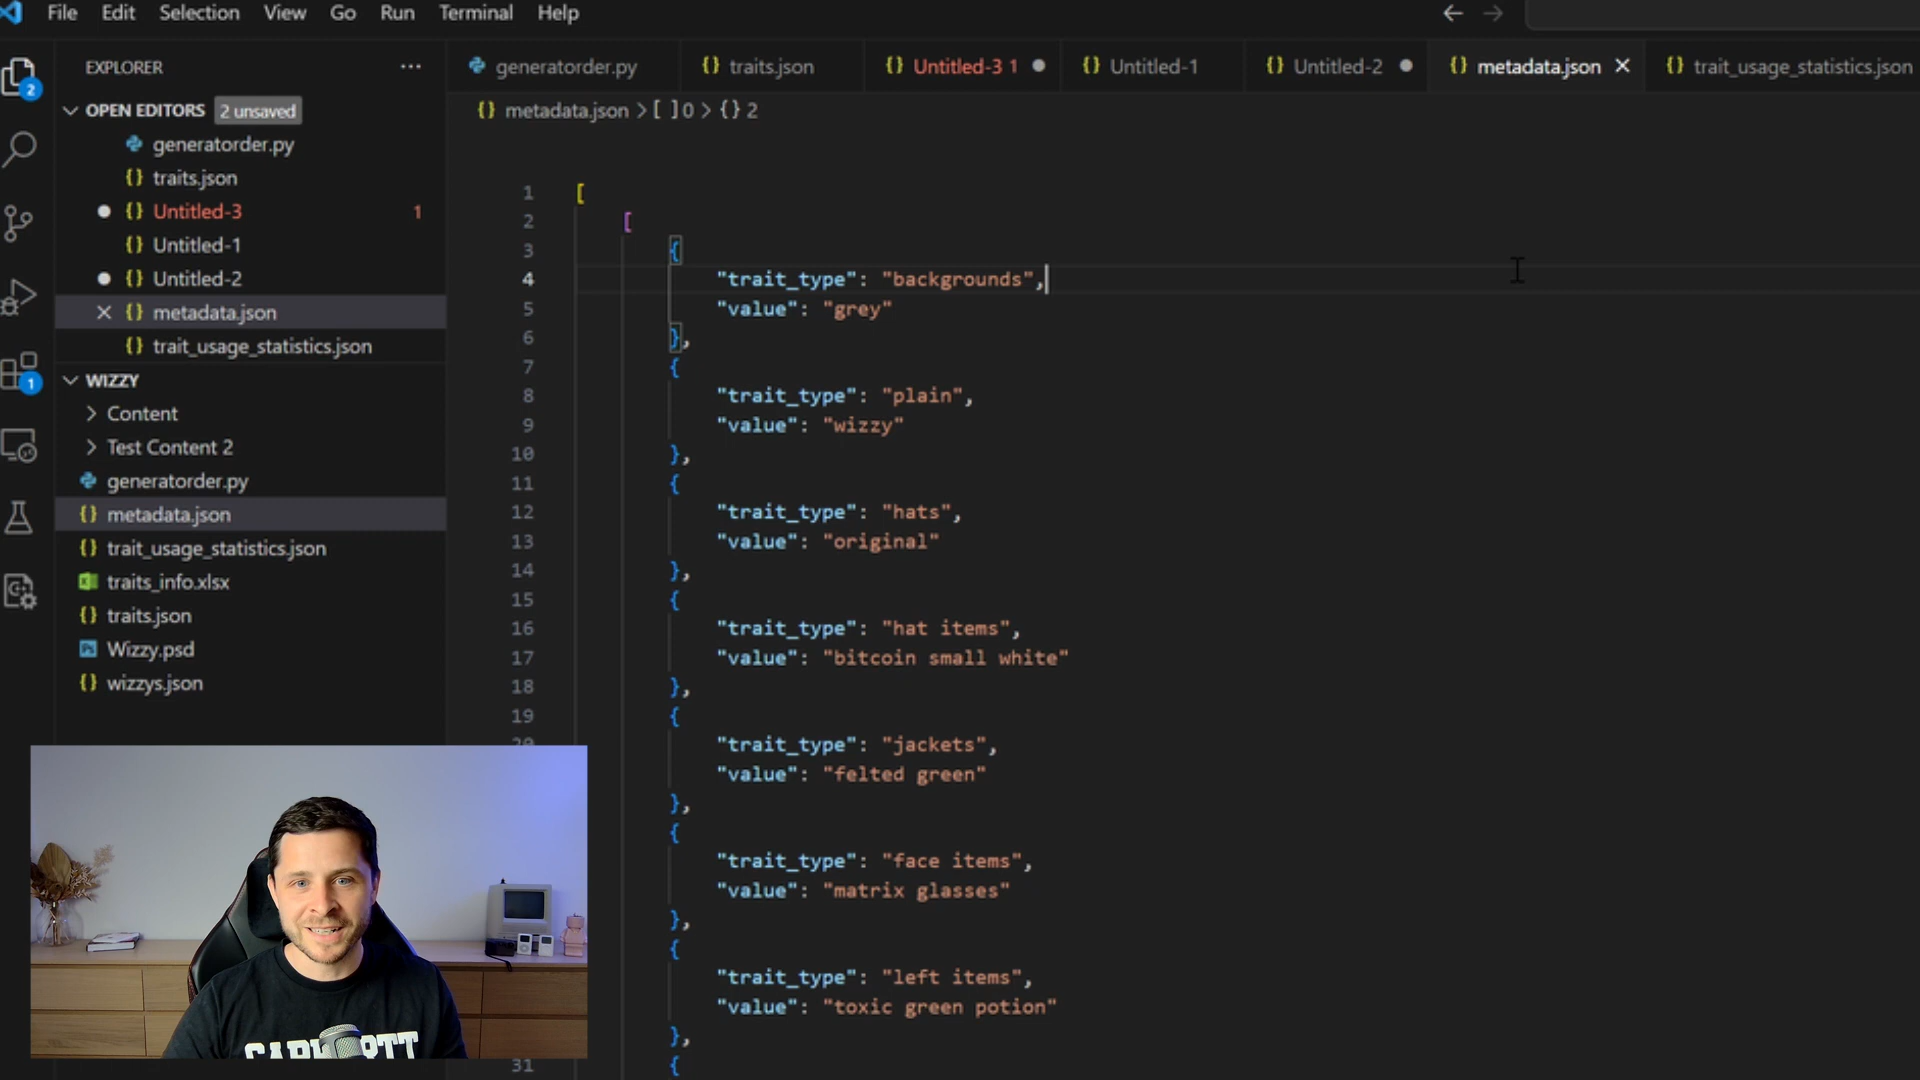 File Edit Selection View Go Run Terminal Help
EXPLORER
OPEN EDITORS 2 unsaved
generatorder.py
traits.json
Untitled-3 1
Untitled-1
Untitled-2
metadata.json
trait_usage_statistics.json
WIZZY
Content
Test Content 2
generatorder.py
metadata.json
trait_usage_statistics.json
traits_info.xlsx
traits.json
Wizzy.psd
wizzys.json
2
1
generatorder.py traits.json Untitled-3 1 Untitled-1 Untitled-2 metadata.json trait_usage_statistics.json
{} metadata.json > [ ] 0 > {} 2
1 [
2 [
3 {
4 "trait_type": "backgrounds",
5 "value": "grey"
6 },
7 {
8 "trait_type": "plain",
9 "value": "wizzy"
10 },
11 {
12 "trait_type": "hats",
13 "value": "original"
14 },
15 {
16 "trait_type": "hat items",
17 "value": "bitcoin small white"
18 },
19 {
"trait_type": "jackets",
"value": "felted green"
},
{
"trait_type": "face items",
"value": "matrix glasses"
},
{
"trait_type": "left items",
"value": "toxic green potion"
},
31 {